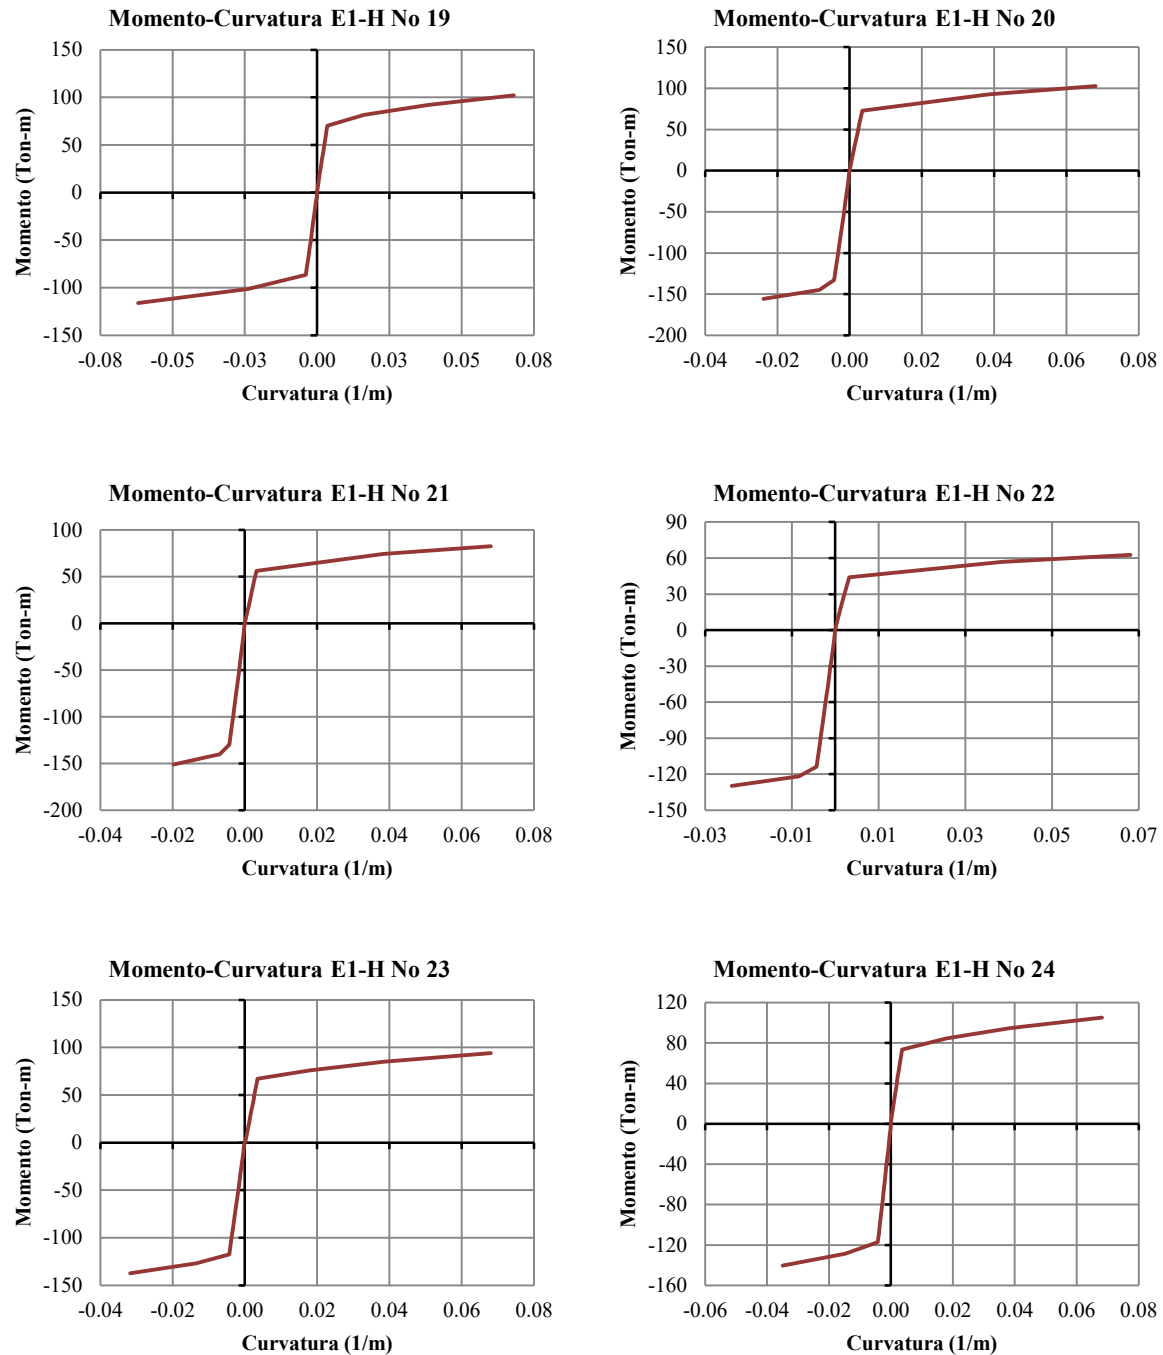 Momento-Curvatura E1-H No 19
150
100
50
0
-50
-100
-150
-0.08 -0.05 -0.03 0.00 0.03 0.05 0.08
Momento (Ton-m)
Curvatura (1/m)
Momento-Curvatura E1-H No 20
150
100
50
0
-50
-100
-150
-200
-0.04 -0.02 0.00 0.02 0.04 0.06 0.08
Momento (Ton-m)
Curvatura (1/m)
Momento-Curvatura E1-H No 21
100
50
0
-50
-100
-150
-200
-0.04 -0.02 0.00 0.02 0.04 0.06 0.08
Momento (Ton-m)
Curvatura (1/m)
Momento-Curvatura E1-H No 22
90
60
30
0
-30
-60
-90
-120
-150
-0.03 -0.01 0.01 0.03 0.05 0.07
Momento (Ton-m)
Curvatura (1/m)
Momento-Curvatura E1-H No 23
150
100
50
0
-50
-100
-150
-0.04 -0.02 0.00 0.02 0.04 0.06 0.08
Momento (Ton-m)
Curvatura (1/m)
Momento-Curvatura E1-H No 24
120
80
40
0
-40
-80
-120
-160
-0.06 -0.04 -0.02 0.00 0.02 0.04 0.06 0.08
Momento (Ton-m)
Curvatura (1/m)